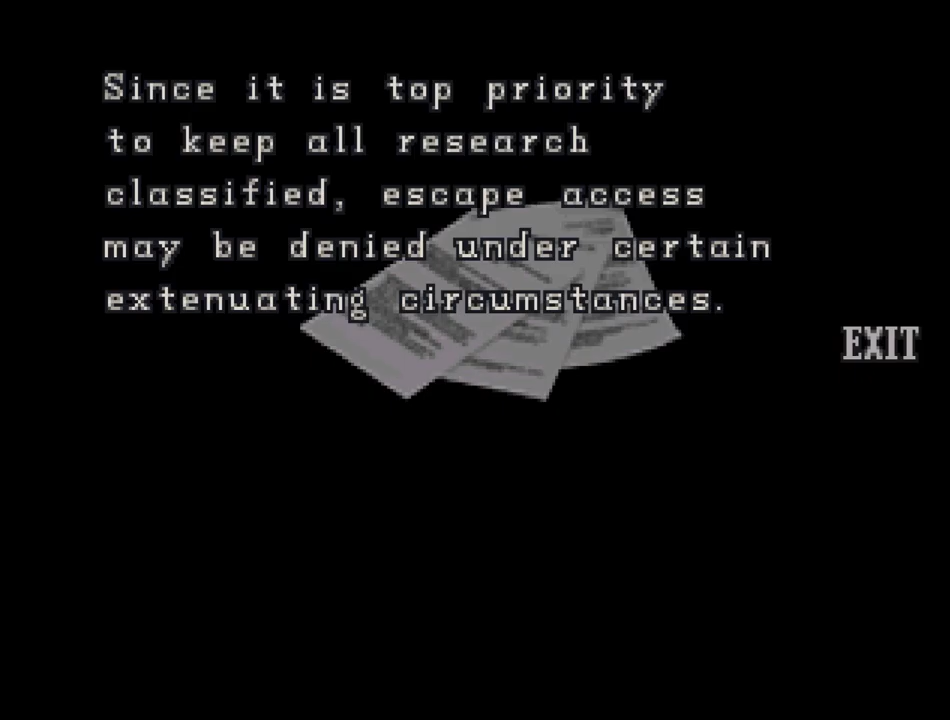 Since it is top priority
to keep all research
classified, escape access
may be denied under certain
extenuating circumstances.
EXIT